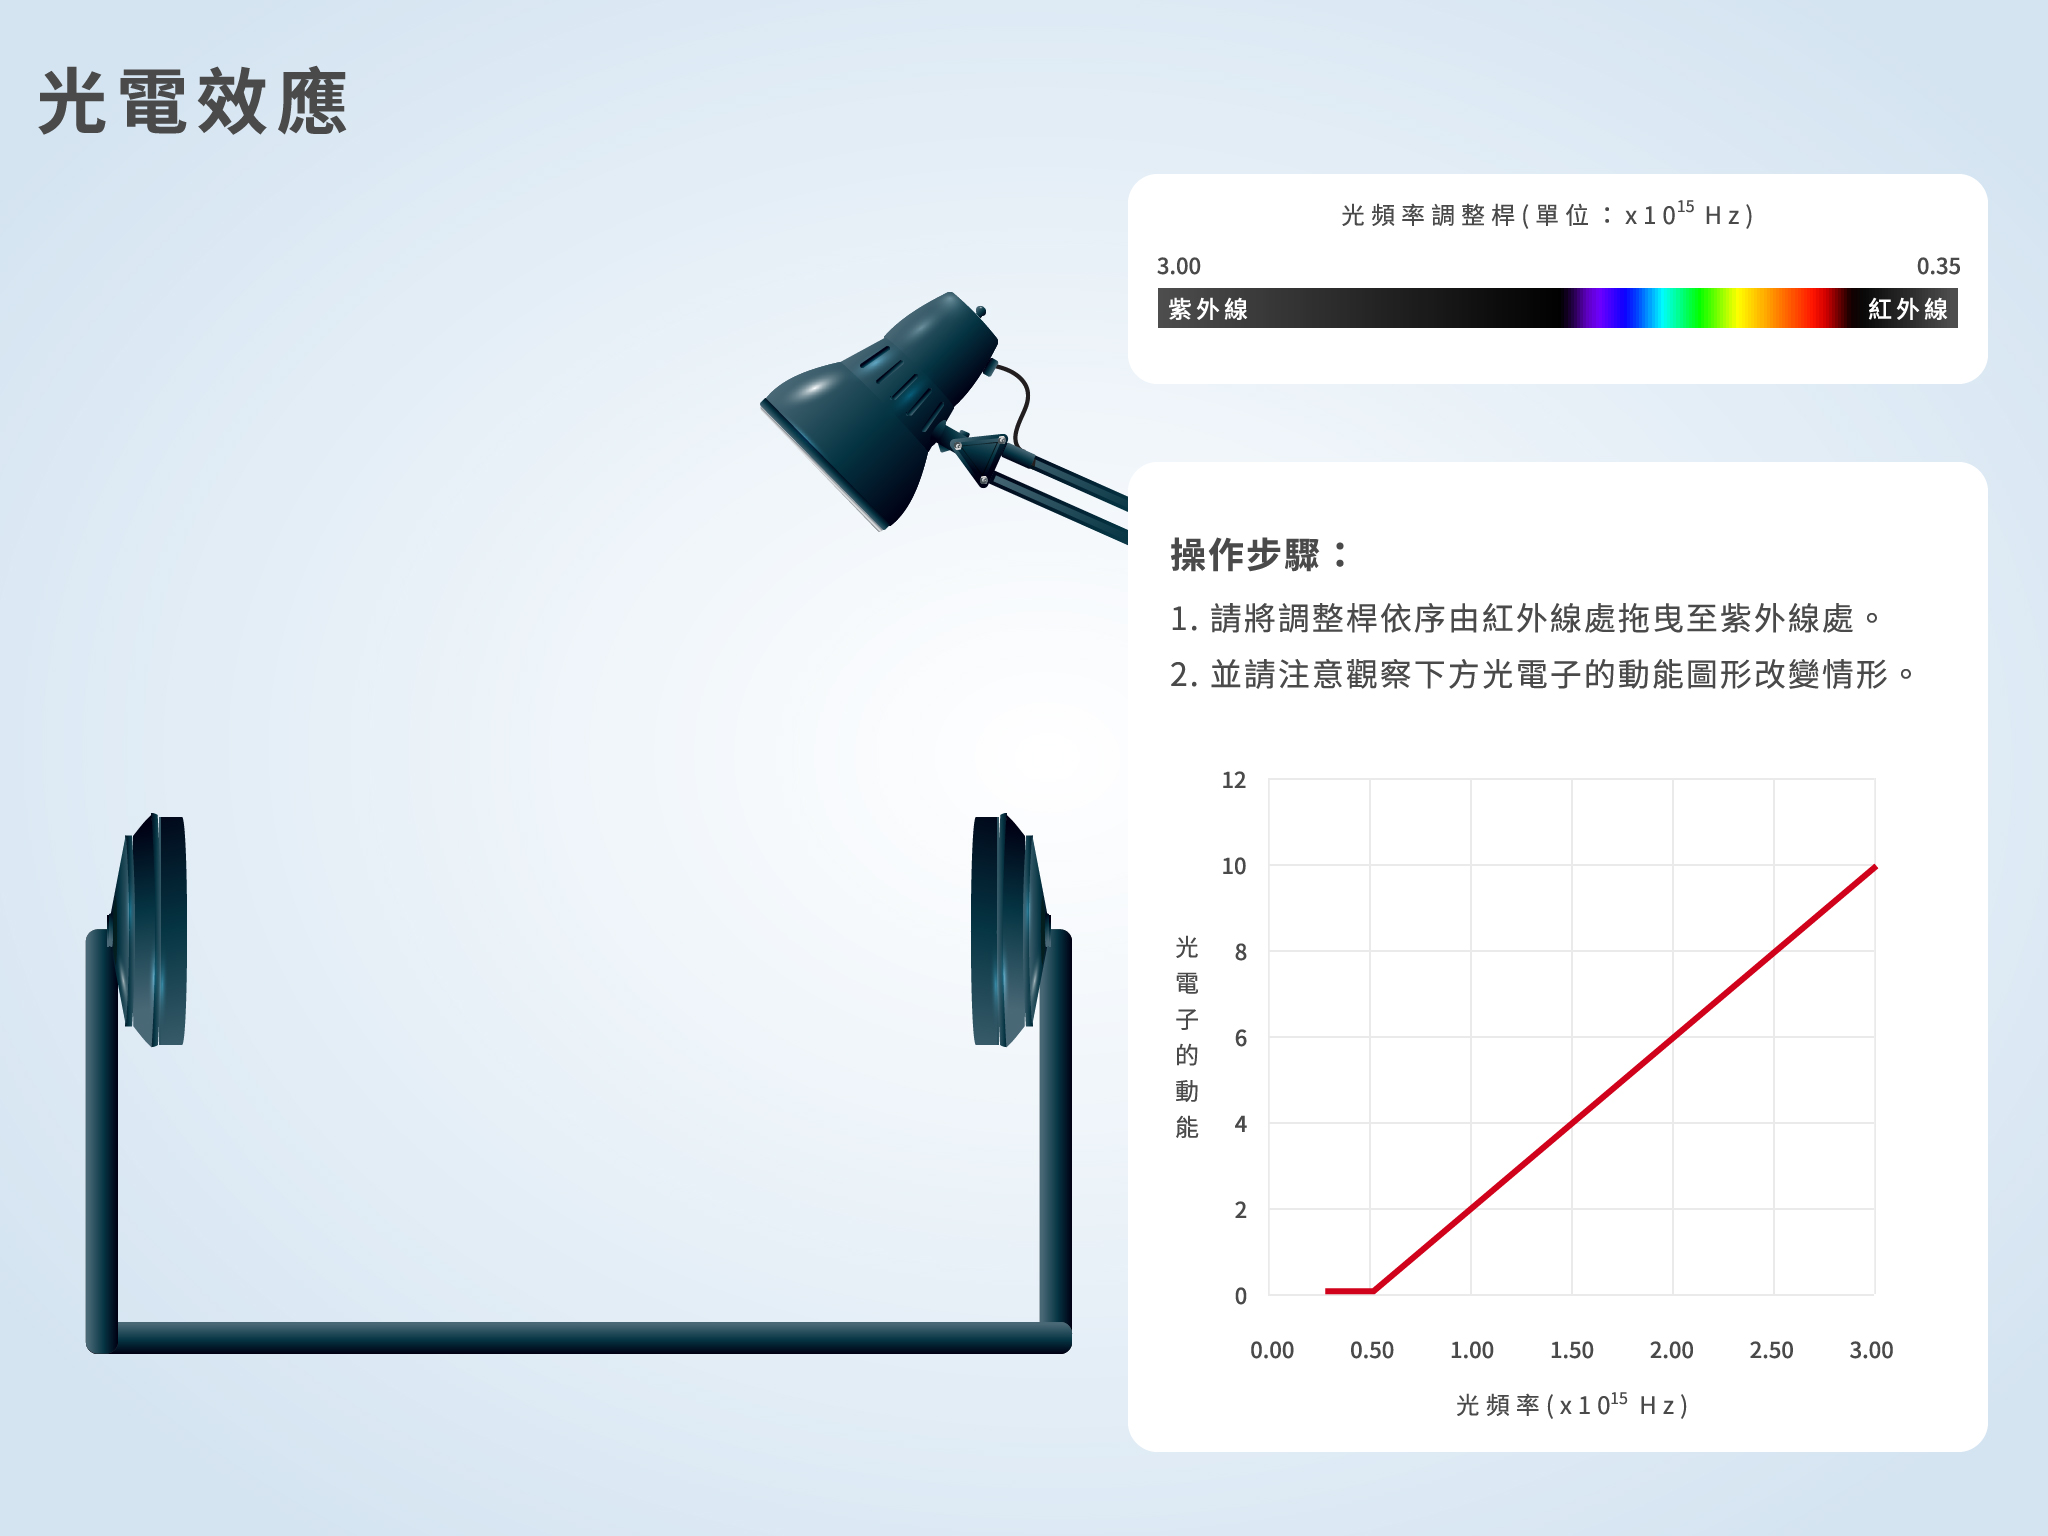 光電效應
光頻率調整桿(單位：x10¹⁵ Hz)
3.00 0.35
紫外線 紅外線
操作步驟：
1. 請將調整桿依序由紅外線處拖曳至紫外線處。
2. 並請注意觀察下方光電子的動能圖形改變情形。
光電子的動能
12
10
8
6
4
2
0
0.00 0.50 1.00 1.50 2.00 2.50 3.00
光頻率(x10¹⁵ Hz)